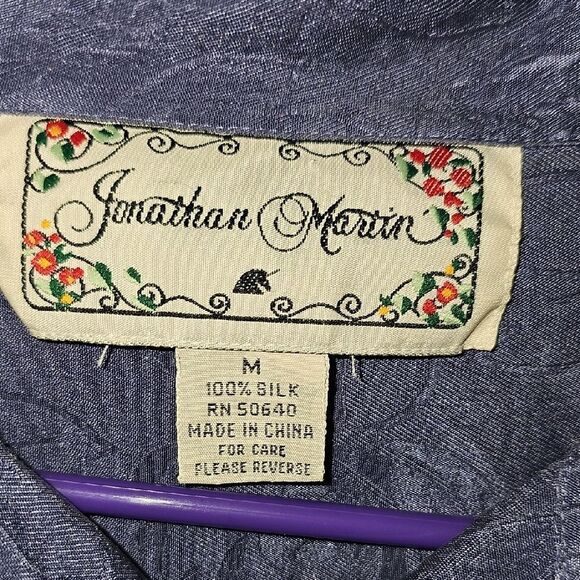 Jonathan Martin
M
100% SILK
RN 50640
MADE IN CHINA
FOR CARE
PLEASE REVERSE